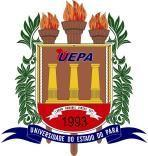 UEPA
1993
UNIVERSIDADE DO ESTADO DO PARÁ